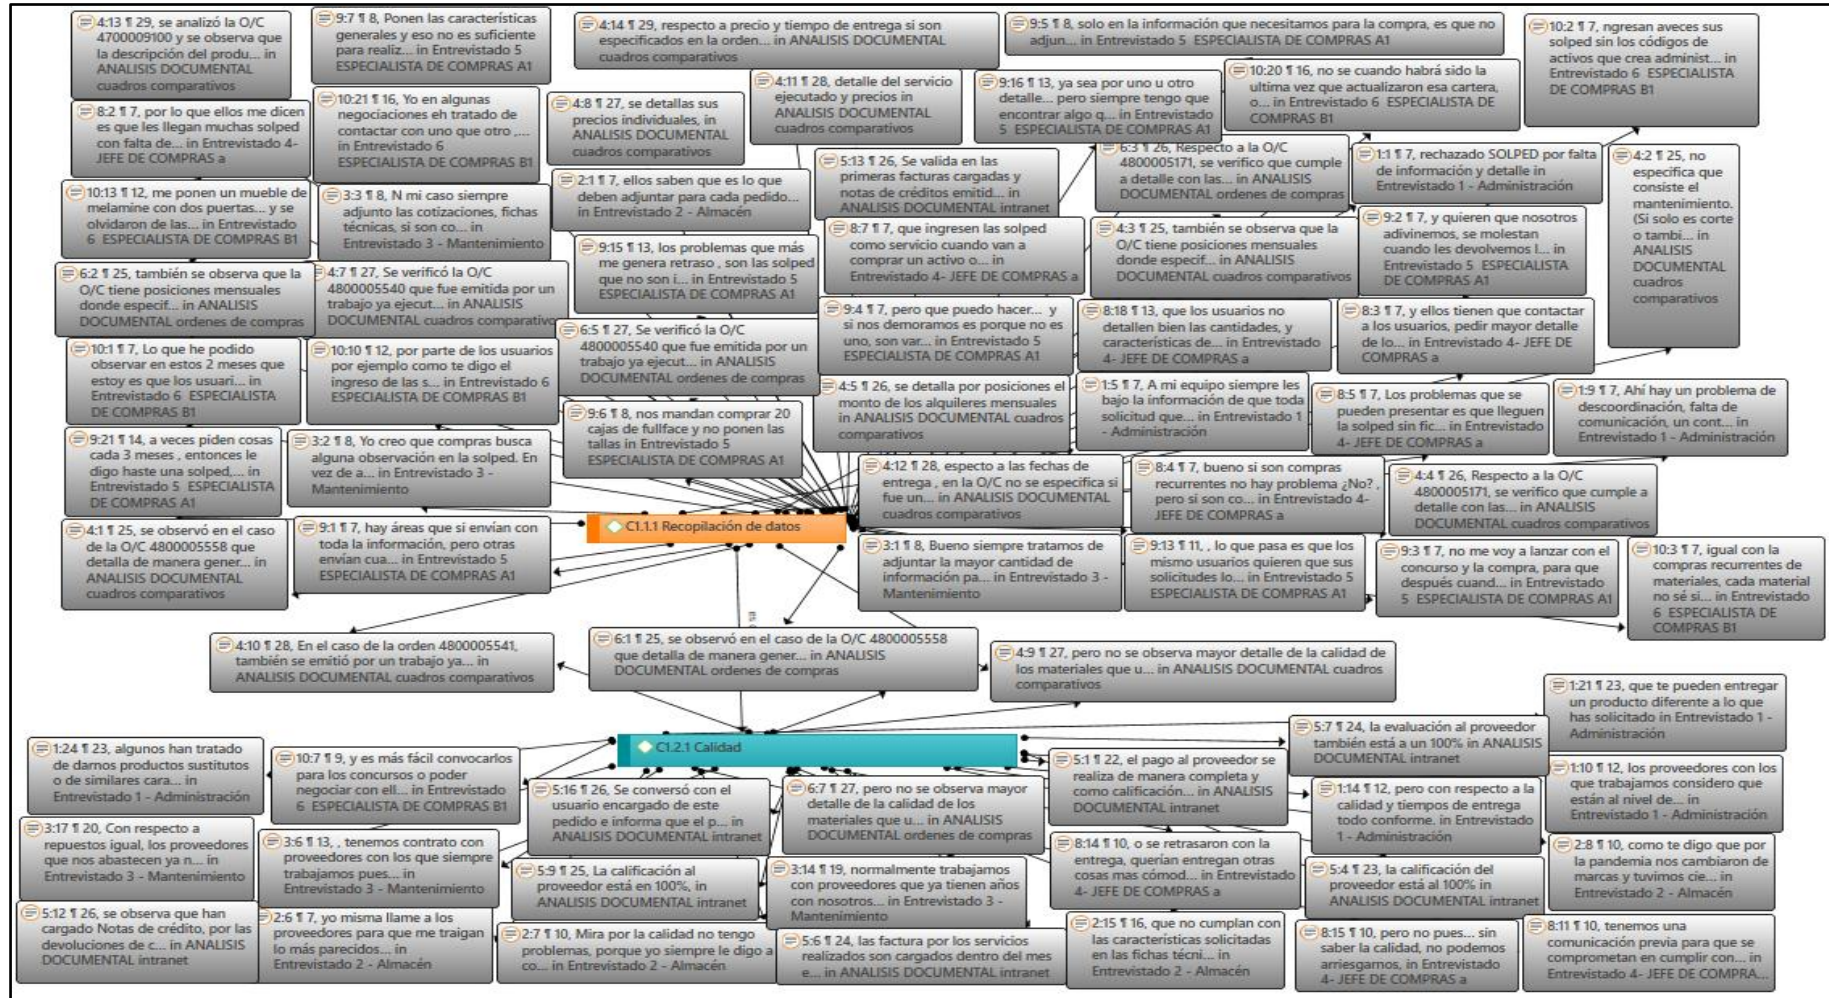 4:13 ¶ 29, se analizó la O/C
4700009100 y se observa que
la descripción del produ... in
ANALISIS DOCUMENTAL
cuadros comparativos
9:7 ¶ 8, Ponen las características
generales y eso no es suficiente
para realiz... in Entrevistado 5
ESPECIALISTA DE COMPRAS A1
4:14 ¶ 29, respecto a precio y tiempo de entrega si son
especificados en la orden... in ANALISIS DOCUMENTAL
cuadros comparativos
9:5 ¶ 8, solo en la información que necesitamos para la compra, es que no
adjun... in Entrevistado 5 ESPECIALISTA DE COMPRAS A1
10:2 ¶ 7, ngresan aveces sus
solped sin los códigos de
activos que crea administ... in
Entrevistado 6 ESPECIALISTA
DE COMPRAS B1
8:2 ¶ 7, por lo que ellos me dicen
es que les llegan muchas solped
con falta de... in Entrevistado 4-
JEFE DE COMPRAS a
10:21 ¶ 16, Yo en algunas
negociaciones eh tratado de
contactar con uno que otro ,...
in Entrevistado 6
ESPECIALISTA DE COMPRAS B1
4:8 ¶ 27, se detallas sus
precios individuales, in
ANALISIS DOCUMENTAL
cuadros comparativos
4:11 ¶ 28, detalle del servicio
ejecutado y precios in
ANALISIS DOCUMENTAL
cuadros comparativos
9:16 ¶ 13, ya sea por uno u otro
detalle... pero siempre tengo que
encontrar algo q... in Entrevistado
5 ESPECIALISTA DE COMPRAS A1
10:20 ¶ 16, no se cuando habrá sido la
ultima vez que actualizaron esa cartera,
o... in Entrevistado 6 ESPECIALISTA DE
COMPRAS B1
10:13 ¶ 12, me ponen un mueble de
melamine con dos puertas... y se
olvidaron de las... in Entrevistado
6 ESPECIALISTA DE COMPRAS B1
3:3 ¶ 8, N mi caso siempre
adjunto las cotizaciones, fichas
técnicas, si son co... in
Entrevistado 3 - Mantenimiento
2:1 ¶ 7, ellos saben que es lo que
deben adjuntar para cada pedido...
in Entrevistado 2 - Almacén
5:13 ¶ 26, Se valida en las
primeras facturas cargadas y
notas de créditos emitid... in
ANALISIS DOCUMENTAL intranet
6:3 ¶ 26, Respecto a la O/C
4800005171, se verifico que cumple
a detalle con las... in ANALISIS
DOCUMENTAL ordenes de compras
1:1 ¶ 7, rechazado SOLPED por falta
de información y detalle in
Entrevistado 1 - Administración
4:2 ¶ 25, no
especifica que
consiste el
mantenimiento.
(Si solo es corte
o tambi... in
ANALISIS
DOCUMENTAL
cuadros
comparativos
6:2 ¶ 25, también se observa que la
O/C tiene posiciones mensuales
donde especif... in ANALISIS
DOCUMENTAL ordenes de compras
4:7 ¶ 27, Se verificó la O/C
4800005540 que fue emitida por un
trabajo ya ejecut... in ANALISIS
DOCUMENTAL cuadros comparativo
9:15 ¶ 13, los problemas que más
me genera retraso , son las solped
que no son i... in Entrevistado 5
ESPECIALISTA DE COMPRAS A1
8:7 ¶ 7, que ingresen las solped
como servicio cuando van a
comprar un activo o... in
Entrevistado 4- JEFE DE COMPRAS a
4:3 ¶ 25, también se observa que la
O/C tiene posiciones mensuales
donde especif... in ANALISIS
DOCUMENTAL cuadros comparativos
9:2 ¶ 7, y quieren que nosotros
adivinemos, se molestan
cuando les devolvemos l... in
Entrevistado 5 ESPECIALISTA
DE COMPRAS A1
10:1 ¶ 7, Lo que he podido
observar en estos 2 meses que
estoy es que los usuari... in
Entrevistado 6 ESPECIALISTA
DE COMPRAS B1
10:10 ¶ 12, por parte de los usuarios
por ejemplo como te digo el
ingreso de las s... in Entrevistado 6
ESPECIALISTA DE COMPRAS B1
6:5 ¶ 27, Se verificó la O/C
4800005540 que fue emitida por un
trabajo ya ejecut... in ANALISIS
DOCUMENTAL ordenes de compras
9:4 ¶ 7, pero que puedo hacer... y
si nos demoramos es porque no es
uno, son var... in Entrevistado 5
ESPECIALISTA DE COMPRAS A1
8:18 ¶ 13, que los usuarios no
detallen bien las cantidades, y
características de... in Entrevistado
4- JEFE DE COMPRAS a
8:3 ¶ 7, y ellos tienen que contactar
a los usuarios, pedir mayor detalle
de lo... in Entrevistado 4- JEFE DE
COMPRAS a
9:21 ¶ 14, a veces piden cosas
cada 3 meses , entonces le
digo haste una solped,... in
Entrevistado 5 ESPECIALISTA
DE COMPRAS A1
3:2 ¶ 8, Yo creo que compras busca
alguna observación en la solped. En
vez de a... in Entrevistado 3 -
Mantenimiento
9:6 ¶ 8, nos mandan comprar 20
cajas de fullface y no ponen las
tallas in Entrevistado 5
ESPECIALISTA DE COMPRAS A1
4:5 ¶ 26, se detalla por posiciones el
monto de los alquileres mensuales
in ANALISIS DOCUMENTAL cuadros
comparativos
1:5 ¶ 7, A mi equipo siempre les
bajo la información de que toda
solicitud que... in Entrevistado 1
- Administración
8:5 ¶ 7, Los problemas que se
pueden presentar es que lleguen
la solped sin fic... in Entrevistado
4- JEFE DE COMPRAS a
1:9 ¶ 7, Ahí hay un problema de
descoordinación, falta de
comunicación, un cont... in
Entrevistado 1 - Administración
4:1 ¶ 25, se observó en el caso
de la O/C 4800005558 que
detalla de manera gener... in
ANALISIS DOCUMENTAL
cuadros comparativos
9:1 ¶ 7, hay áreas que si envían con
toda la información, pero otras
envían cua... in Entrevistado 5
ESPECIALISTA DE COMPRAS A1
C1.1.1 Recopilación de datos
4:12 ¶ 28, especto a las fechas de
entrega , en la O/C no se especifica si
fue un... in ANALISIS DOCUMENTAL
cuadros comparativos
8:4 ¶ 7, bueno si son compras
recurrentes no hay problema ¿No? ,
pero si son co... in Entrevistado 4-
JEFE DE COMPRAS a
4:4 ¶ 26, Respecto a la O/C
4800005171, se verifico que cumple a
detalle con las... in ANALISIS
DOCUMENTAL cuadros comparativos
3:1 ¶ 8, Bueno siempre tratamos de
adjuntar la mayor cantidad de
información pa... in Entrevistado 3 -
Mantenimiento
9:13 ¶ 11, , lo que pasa es que los
mismo usuarios quieren que sus
solicitudes lo... in Entrevistado 5
ESPECIALISTA DE COMPRAS A1
9:3 ¶ 7, no me voy a lanzar con el
concurso y la compra, para que
después cuand... in Entrevistado
5 ESPECIALISTA DE COMPRAS A1
10:3 ¶ 7, igual con la
compras recurrentes de
materiales, cada material
no sé si... in Entrevistado
6 ESPECIALISTA DE
COMPRAS B1
4:10 ¶ 28, En el caso de la orden 4800005541,
también se emitió por un trabajo ya... in
ANALISIS DOCUMENTAL cuadros comparativos
6:1 ¶ 25, se observó en el caso de la O/C 4800005558
que detalla de manera gener... in ANALISIS
DOCUMENTAL ordenes de compras
4:9 ¶ 27, pero no se observa mayor detalle de la calidad de
los materiales que u... in ANALISIS DOCUMENTAL cuadros
comparativos
1:21 ¶ 23, que te pueden entregar
un producto diferente a lo que
has solicitado in Entrevistado 1 -
Administración
C1.2.1 Calidad
1:24 ¶ 23, algunos han tratado
de darnos productos sustitutos
o de similares cara... in
Entrevistado 1 - Administración
10:7 ¶ 9, y es más fácil convocarlos
para los concursos o poder
negociar con ell... in Entrevistado
6 ESPECIALISTA DE COMPRAS B1
5:16 ¶ 26, Se conversó con el
usuario encargado de este
pedido e informa que el p... in
ANALISIS DOCUMENTAL intranet
6:7 ¶ 27, pero no se observa mayor
detalle de la calidad de los
materiales que u... in ANALISIS
DOCUMENTAL ordenes de compras
5:1 ¶ 22, el pago al proveedor se
realiza de manera completa y
como calificación... in ANALISIS
DOCUMENTAL intranet
5:7 ¶ 24, la evaluación al proveedor
también está a un 100% in ANALISIS
DOCUMENTAL intranet
1:14 ¶ 12, pero con respecto a la
calidad y tiempos de entrega
todo conforme. in Entrevistado
1 - Administración
1:10 ¶ 12, los proveedores con los
que trabajamos considero que
están al nivel de... in
Entrevistado 1 - Administración
3:17 ¶ 20, Con respecto a
repuestos igual, los proveedores
que nos abastecen ya n... in
Entrevistado 3 - Mantenimiento
3:6 ¶ 13, , tenemos contrato con
proveedores con los que siempre
trabajamos pues... in
Entrevistado 3 - Mantenimiento
5:9 ¶ 25, La calificación al
proveedor está en 100%, in
ANALISIS DOCUMENTAL intranet
3:14 ¶ 19, normalmente trabajamos
con proveedores que ya tienen años
con nosotros... in Entrevistado 3 -
Mantenimiento
8:14 ¶ 10, o se retrasaron con la
entrega, querían entregan otras
cosas mas cómod... in Entrevistado
4- JEFE DE COMPRAS a
5:4 ¶ 23, la calificación del
proveedor está al 100% in
ANALISIS DOCUMENTAL intranet
2:8 ¶ 10, como te digo que por
la pandemia nos cambiaron de
marcas y tuvimos cie... in
Entrevistado 2 - Almacén
5:12 ¶ 26, se observa que han
cargado Notas de crédito, por las
devoluciones de c... in ANALISIS
DOCUMENTAL intranet
2:6 ¶ 7, yo misma llame a los
proveedores para que me traigan
lo más parecidos... in
Entrevistado 2 - Almacén
2:7 ¶ 10, Mira por la calidad no tengo
problemas, porque yo siempre le digo a
co... in Entrevistado 2 - Almacén
5:6 ¶ 24, las factura por los servicios
realizados son cargados dentro del mes
e... in ANALISIS DOCUMENTAL intranet
2:15 ¶ 16, que no cumplan con
las características solicitadas
en las fichas técni... in
Entrevistado 2 - Almacén
8:15 ¶ 10, pero no pues... sin
saber la calidad, no podemos
arriesgarnos, in Entrevistado
4- JEFE DE COMPRAS a
8:11 ¶ 10, tenemos una
comunicación previa para que se
comprometan en cumplir con... in
Entrevistado 4- JEFE DE COMPRA...